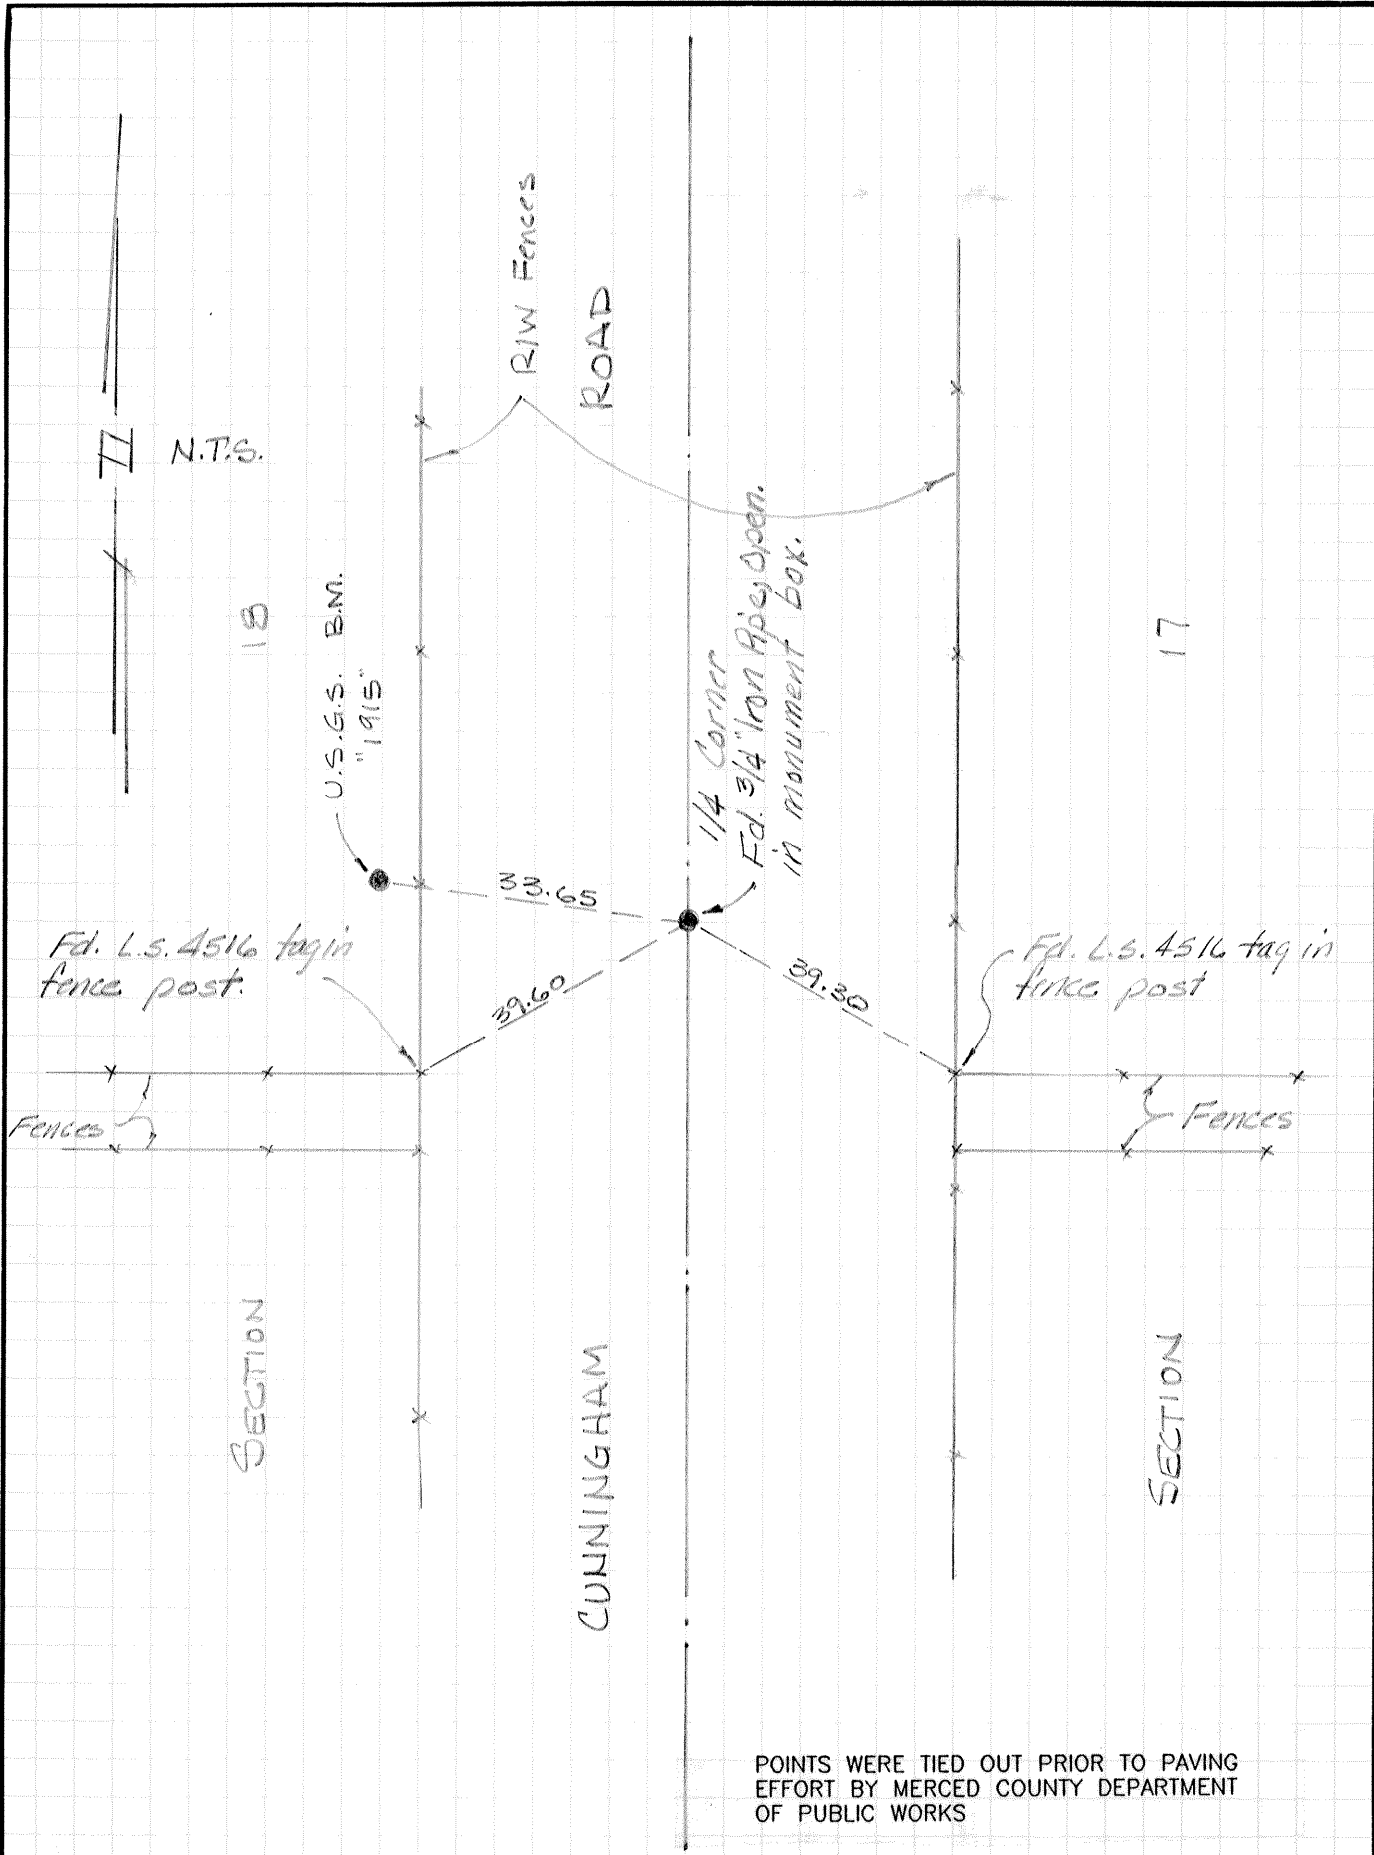 R/W Fences
ROAD
N.T.S.
18
U.S.G.S. B.M.
"1915"
1/4 Corner
Fd. 3/4" Iron Pipe, Open.
in monument box.
17
33.65
39.60
39.30
Fd. L.S. 4516 tag in
fence post.
Fd. L.S. 4516 tag in
fence post
Fences
Fences
SECTION
CUNNINGHAM
SECTION
POINTS WERE TIED OUT PRIOR TO PAVING
EFFORT BY MERCED COUNTY DEPARTMENT
OF PUBLIC WORKS